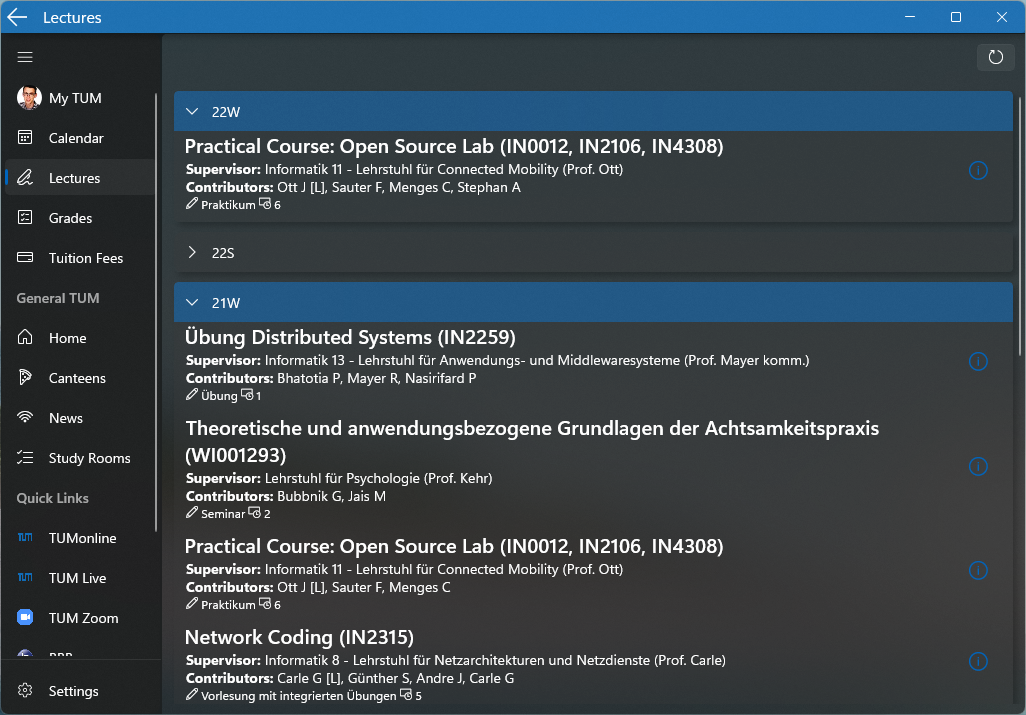 Lectures
My TUM
Calendar
Lectures
Grades
Tuition Fees
General TUM
Home
Canteens
News
Study Rooms
Quick Links
TUMonline
TUM Live
TUM Zoom
Settings
22W
Practical Course: Open Source Lab (IN0012, IN2106, IN4308)
Supervisor: Informatik 11 - Lehrstuhl für Connected Mobility (Prof. Ott)
Contributors: Ott J [L], Sauter F, Menges C, Stephan A
Praktikum 6
22S
21W
Übung Distributed Systems (IN2259)
Supervisor: Informatik 13 - Lehrstuhl für Anwendungs- und Middlewaresysteme (Prof. Mayer komm.)
Contributors: Bhatotia P, Mayer R, Nasirifard P
Übung 1
Theoretische und anwendungsbezogene Grundlagen der Achtsamkeitspraxis
(WI001293)
Supervisor: Lehrstuhl für Psychologie (Prof. Kehr)
Contributors: Bubbnik G, Jais M
Seminar 2
Practical Course: Open Source Lab (IN0012, IN2106, IN4308)
Supervisor: Informatik 11 - Lehrstuhl für Connected Mobility (Prof. Ott)
Contributors: Ott J [L], Sauter F, Menges C
Praktikum 6
Network Coding (IN2315)
Supervisor: Informatik 8 - Lehrstuhl für Netzarchitekturen und Netzdienste (Prof. Carle)
Contributors: Carle G [L], Günther S, Andre J, Carle G
Vorlesung mit integrierten Übungen 5